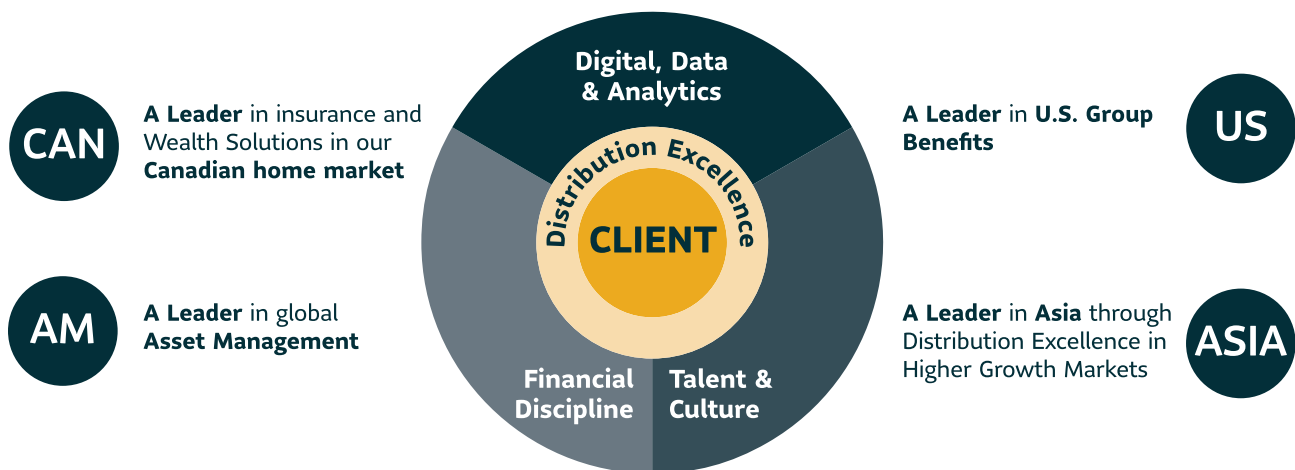 CAN
A Leader in insurance and
Wealth Solutions in our
Canadian home market
AM
A Leader in global
Asset Management
Digital, Data
& Analytics
Distribution Excellence
CLIENT
Financial
Discipline
Talent &
Culture
A Leader in U.S. Group
Benefits
US
A Leader in Asia through
Distribution Excellence in
Higher Growth Markets
ASIA